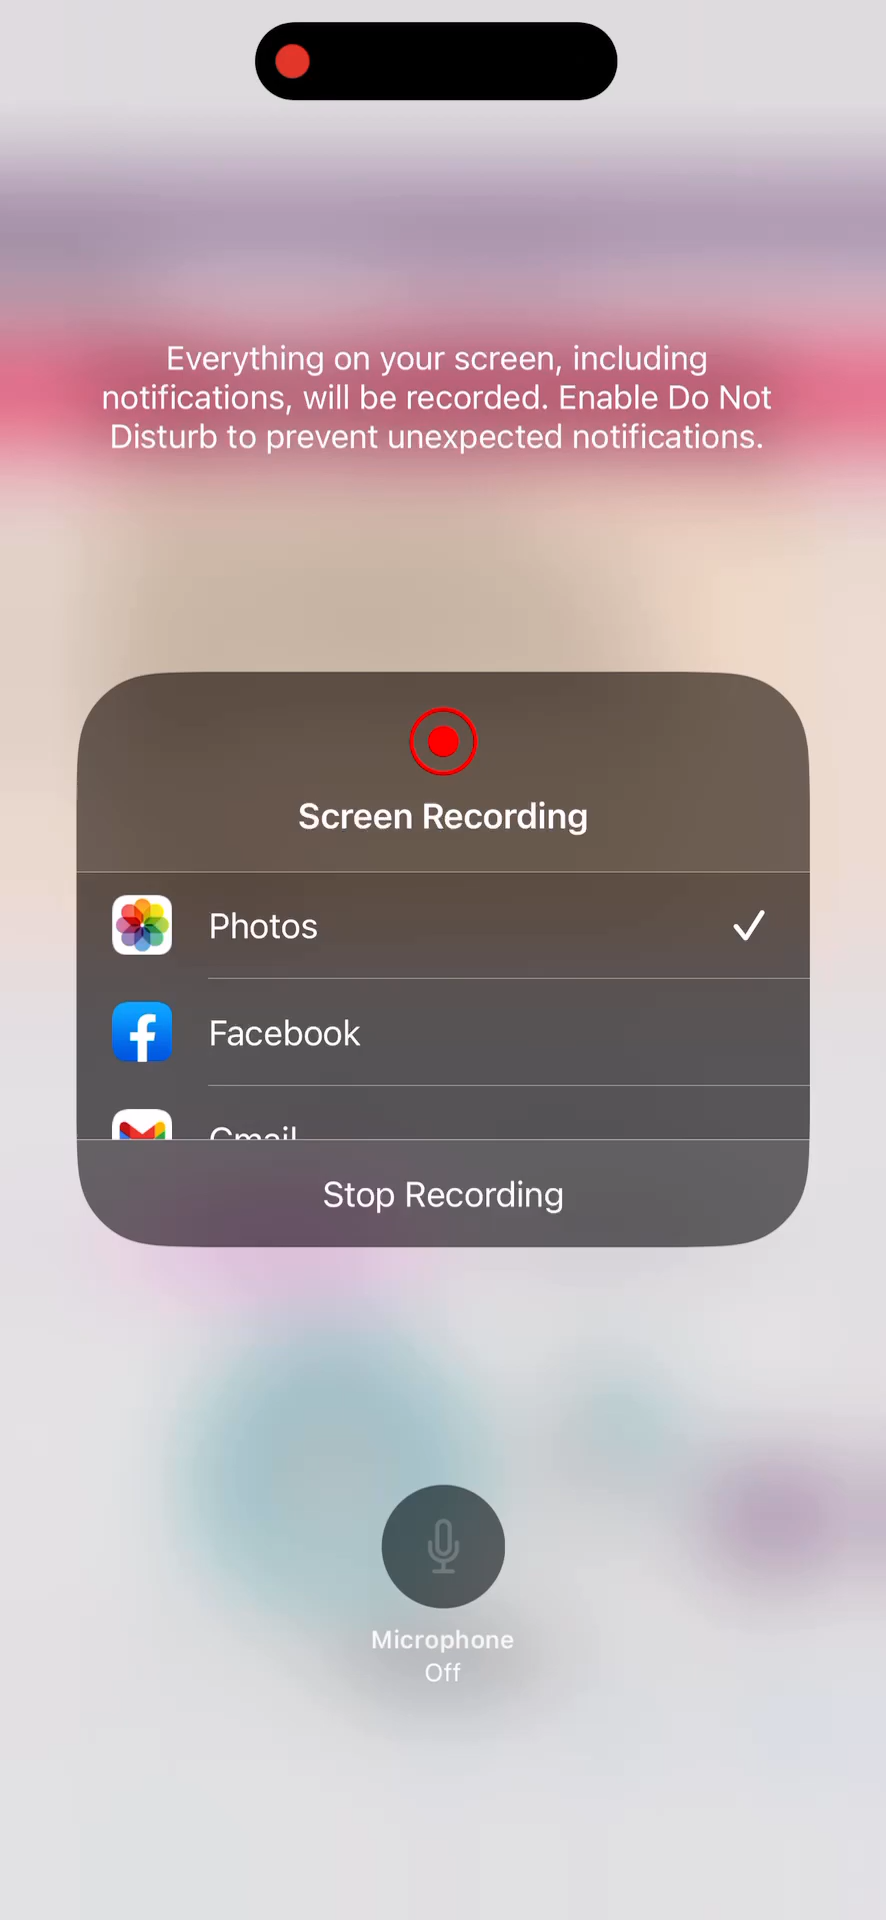 Everything on your screen, including
notifications, will be recorded. Enable Do Not
Disturb to prevent unexpected notifications.
Screen Recording
Photos
Facebook
Gmail
Stop Recording
Microphone
Off